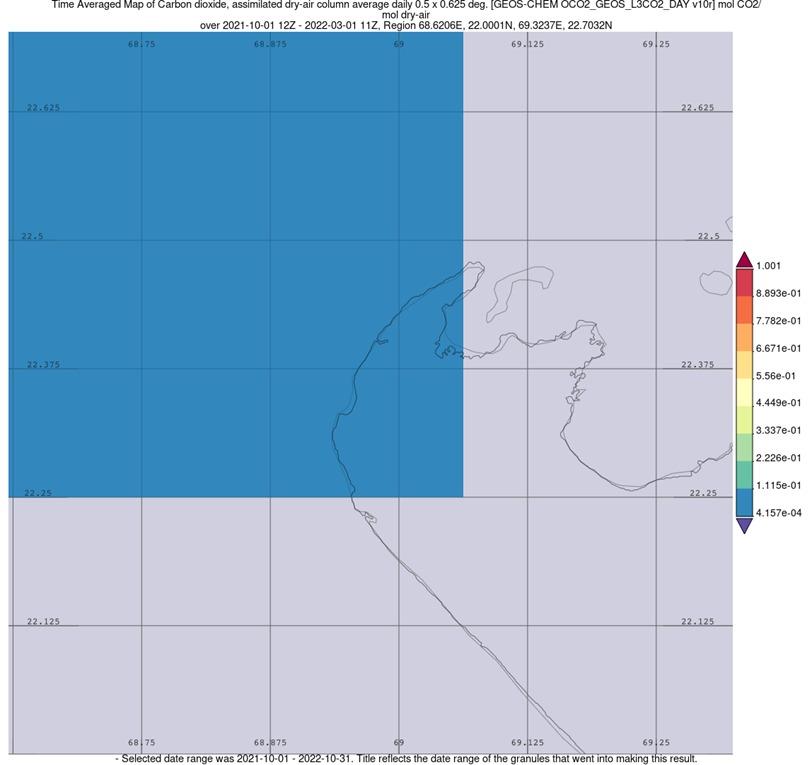 Time Averaged Map of Carbon dioxide, assimilated dry-air column average daily 0.5 x 0.625 deg. [GEOS-CHEM OCO2_GEOS_L3CO2_DAY v10r] mol CO2/
mol dry-air
over 2021-10-01 12Z - 2022-03-01 11Z, Region 68.6206E, 22.0001N, 69.3237E, 22.7032N
68.75 68.875 69 69.125 69.25
22.625 22.625
22.5 22.5
22.375 22.375
22.25 22.25
22.125 22.125
68.75 68.875 69 69.125 69.25
1.001
8.893e-01
7.782e-01
6.671e-01
5.56e-01
4.449e-01
3.337e-01
2.226e-01
1.115e-01
4.157e-04
- Selected date range was 2021-10-01 - 2022-10-31. Title reflects the date range of the granules that went into making this result.